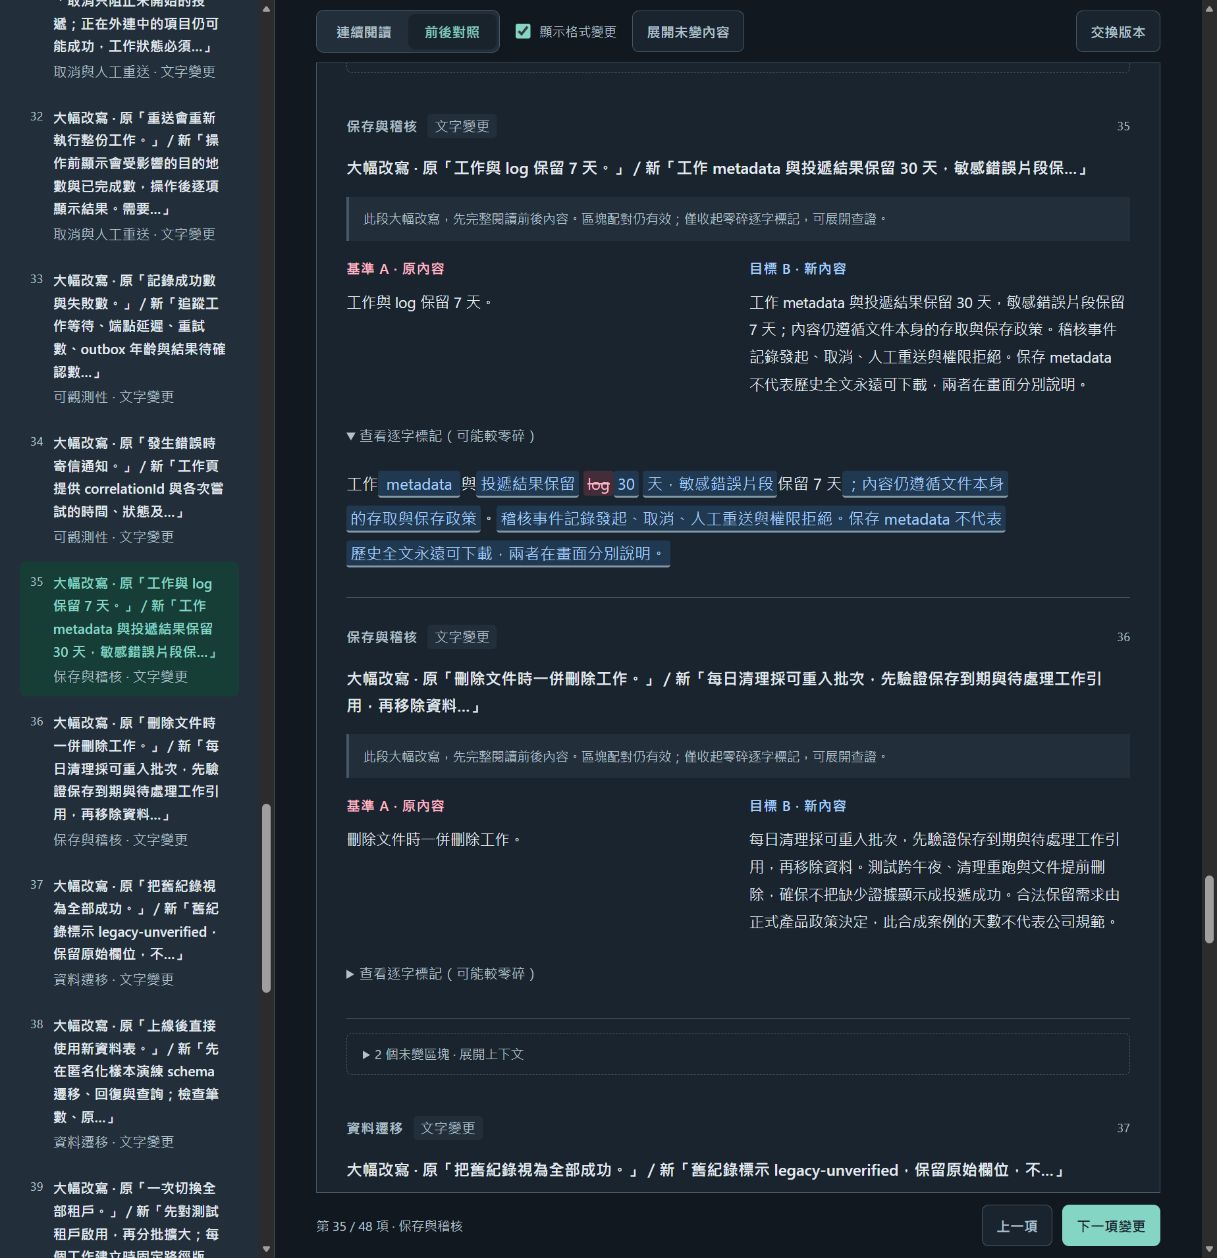 「取消只阻止未開始的投
遞；正在外連中的項目仍可
能成功，工作狀態必須...」
取消與人工重送 · 文字變更
32 大幅改寫 · 原「重送會重新
執行整份工作。」 / 新「操
作前顯示會受影響的目的地
數與已完成數，操作後逐項
顯示結果。需要...」
取消與人工重送 · 文字變更
33 大幅改寫 · 原「記錄成功數
與失敗數。」 / 新「追蹤工
作等待、端點延遲、重試
數、outbox 年齡與結果待確
認數...」
可觀測性 · 文字變更
34 大幅改寫 · 原「發生錯誤時
寄信通知。」 / 新「工作頁
提供 correlationId 與各次嘗
試的時間、狀態及...」
可觀測性 · 文字變更
35 大幅改寫 · 原「工作與 log
保留 7 天。」 / 新「工作
metadata 與投遞結果保留
30 天，敏感錯誤片段保...」
保存與稽核 · 文字變更
36 大幅改寫 · 原「刪除文件時
一併刪除工作。」 / 新「每
日清理採可重入批次，先驗
證保存到期與待處理工作引
用，再移除資料...」
保存與稽核 · 文字變更
37 大幅改寫 · 原「把舊紀錄視
為全部成功。」 / 新「舊紀
錄標示 legacy-unverified，
保留原始欄位，不...」
資料遷移 · 文字變更
38 大幅改寫 · 原「上線後直接
使用新資料表。」 / 新「先
在匿名化樣本演練 schema
遷移、回復與查詢；檢查筆
數、原...」
資料遷移 · 文字變更
39 大幅改寫 · 原「一次切換全
部租戶。」 / 新「先對測試
租戶啟用，再分批擴大；每
個工作建立時固定路徑版
連續閱讀 前後對照 顯示格式變更 展開未變內容 交換版本
保存與稽核 文字變更 35
大幅改寫 · 原「工作與 log 保留 7 天。」 / 新「工作 metadata 與投遞結果保留 30 天，敏感錯誤片段保...」
此段大幅改寫，先完整閱讀前後內容。區塊配對仍有效；僅收起零碎逐字標記，可展開查證。
基準 A · 原內容
工作與 log 保留 7 天。
目標 B · 新內容
工作 metadata 與投遞結果保留 30 天，敏感錯誤片段保留
7 天；內容仍遵循文件本身的存取與保存政策。稽核事件
記錄發起、取消、人工重送與權限拒絕。保存 metadata
不代表歷史全文永遠可下載，兩者在畫面分別說明。
▼查看逐字標記（可能較零碎）
工作 metadata 與 投遞結果保留 log 30 天，敏感錯誤片段 保留 7 天 ；內容仍遵循文件本身
的存取與保存政策 。 稽核事件記錄發起、取消、人工重送與權限拒絕。保存 metadata 不代表
歷史全文永遠可下載，兩者在畫面分別說明。
保存與稽核 文字變更 36
大幅改寫 · 原「刪除文件時一併刪除工作。」 / 新「每日清理採可重入批次，先驗證保存到期與待處理工作引
用，再移除資料...」
此段大幅改寫，先完整閱讀前後內容。區塊配對仍有效；僅收起零碎逐字標記，可展開查證。
基準 A · 原內容
刪除文件時一併刪除工作。
目標 B · 新內容
每日清理採可重入批次，先驗證保存到期與待處理工作引
用，再移除資料。測試跨午夜、清理重跑與文件提前刪
除，確保不把缺少證據顯示成投遞成功。合法保留需求由
正式產品政策決定，此合成案例的天數不代表公司規範。
▶查看逐字標記（可能較零碎）
▶2 個未變區塊 · 展開上下文
資料遷移 文字變更 37
大幅改寫 · 原「把舊紀錄視為全部成功。」 / 新「舊紀錄標示 legacy-unverified，保留原始欄位，不...」
第 35 / 48 項 · 保存與稽核 上一項 下一項變更